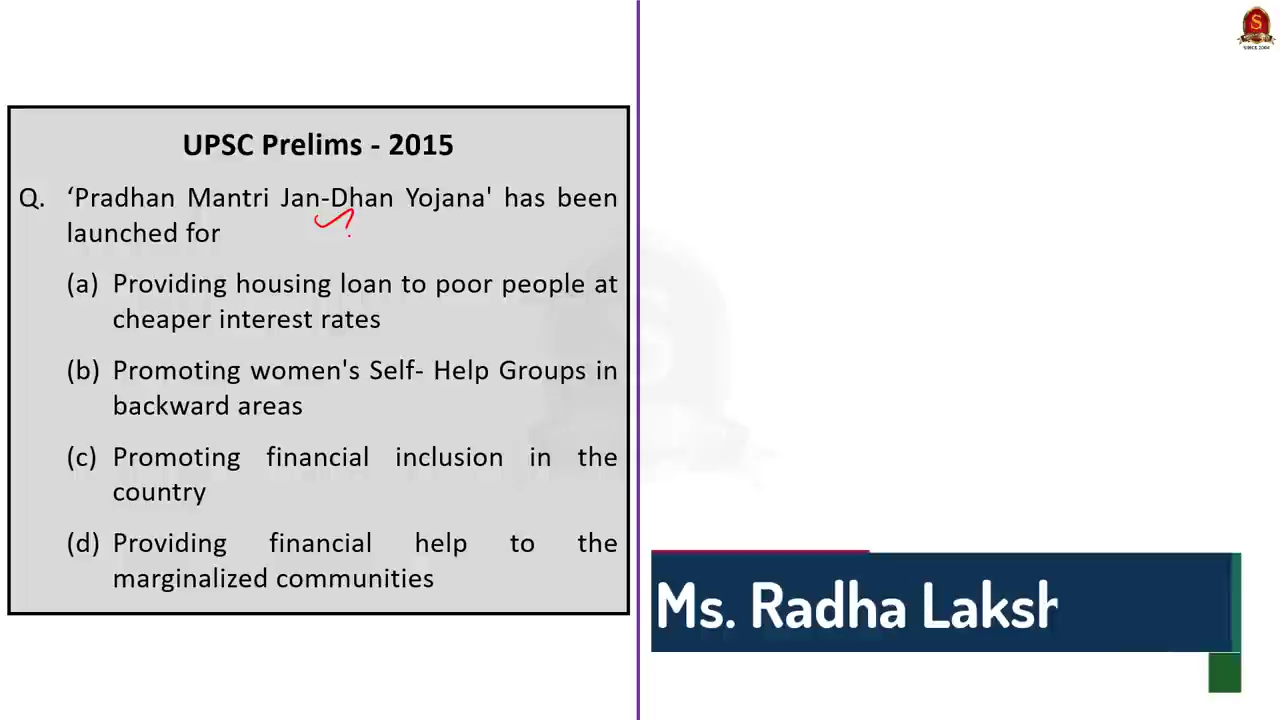 UPSC Prelims - 2015
Q. ‘Pradhan Mantri Jan-Dhan Yojana' has been
launched for
(a) Providing housing loan to poor people at
cheaper interest rates
(b) Promoting women's Self- Help Groups in
backward areas
(c) Promoting financial inclusion in the
country
(d) Providing financial help to the
marginalized communities
S
SINCE 2004
Ms. Radha Laksh